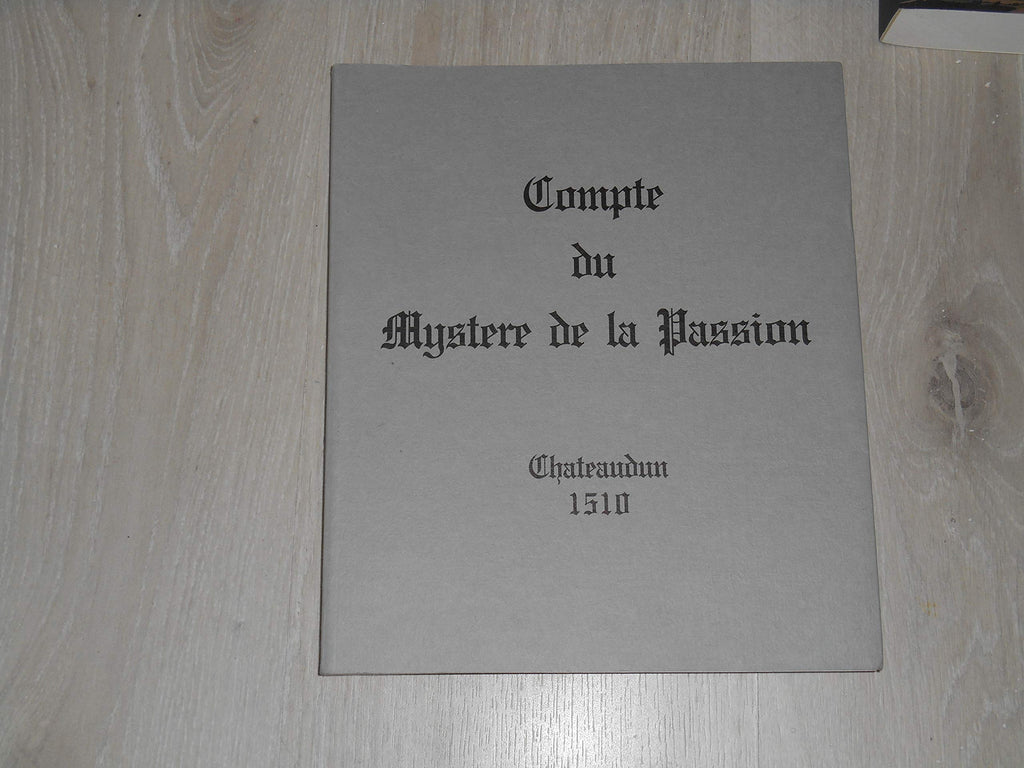 Compte
du
Mystere de la Passion
Chateaudun
1510